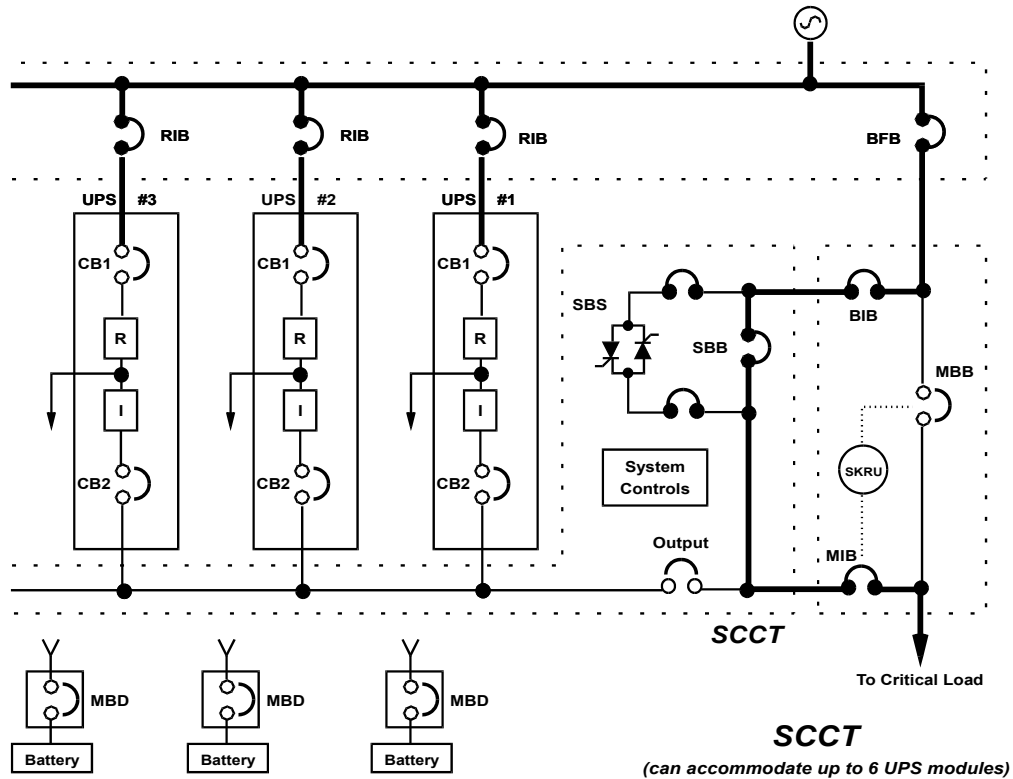 RIB
RIB
RIB
BFB
UPS #3
UPS #2
UPS #1
CB1
CB1
CB1
SBS
BIB
R
R
R
SBB
MBB
I
I
I
System
Controls
SKRU
CB2
CB2
CB2
Output
MIB
SCCT
To Critical Load
MBD
MBD
MBD
SCCT
Battery
Battery
Battery
(can accommodate up to 6 UPS modules)